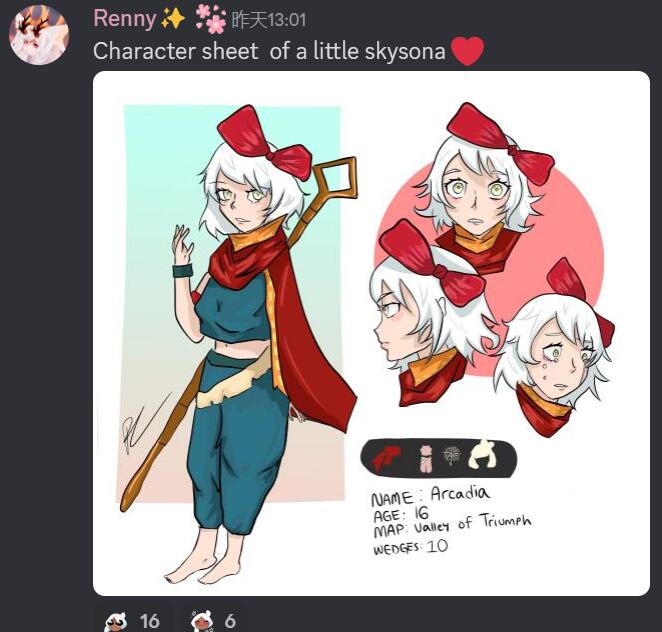 Renny✨ 🌸 昨天13:01
Character sheet of a little skysona ❤️
NAME : Arcadia
AGE: 16
MAP: Valley of Triumph
WEDGES: 10
16 6